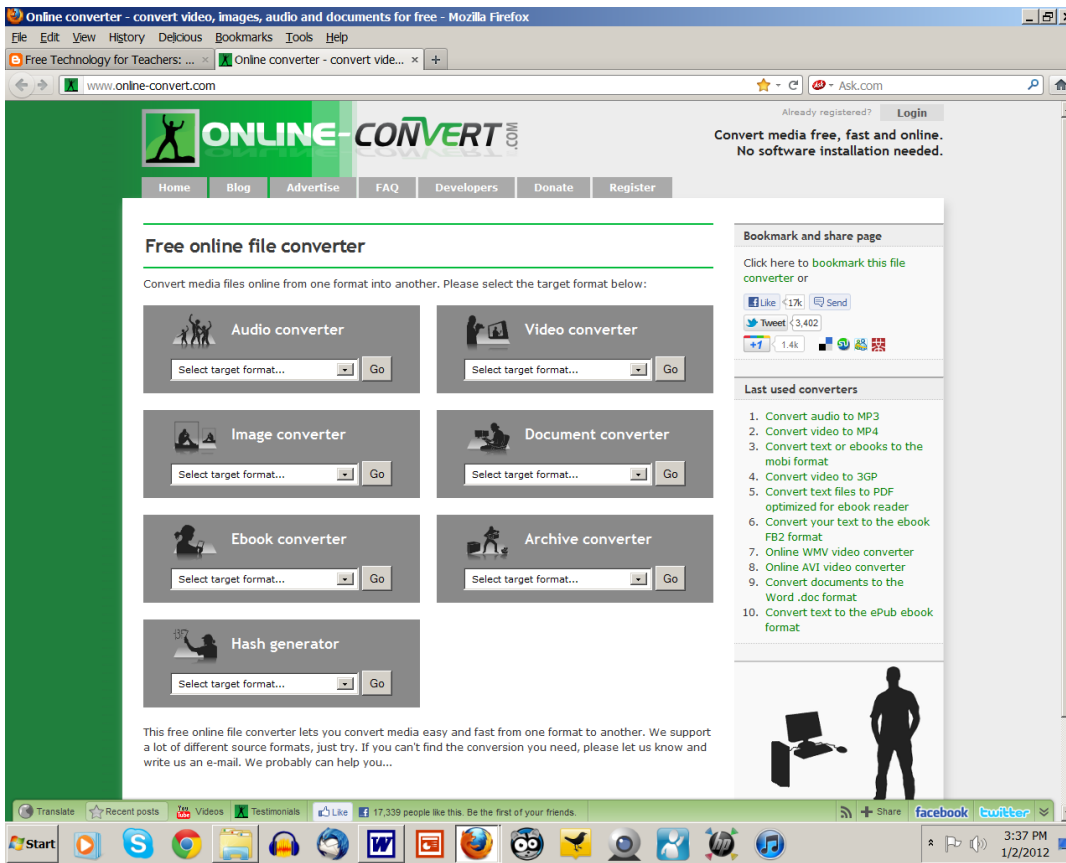 Online converter - convert video, images, audio and documents for free - Mozilla Firefox
File Edit View History Delicious Bookmarks Tools Help
Free Technology for Teachers: ... × Online converter - convert vide... × +
www.online-convert.com Ask.com
ONLINE-CONVERT.COM
Already registered? Login
Convert media free, fast and online.
No software installation needed.
Home Blog Advertise FAQ Developers Donate Register
Free online file converter
Convert media files online from one format into another. Please select the target format below:
Audio converter
Select target format... Go
Video converter
Select target format... Go
Image converter
Select target format... Go
Document converter
Select target format... Go
Ebook converter
Select target format... Go
Archive converter
Select target format... Go
Hash generator
Select target format... Go
This free online file converter lets you convert media easy and fast from one format to another. We support
a lot of different source formats, just try. If you can't find the conversion you need, please let us know and
write us an e-mail. We probably can help you...
Bookmark and share page
Click here to bookmark this file
converter or
Like 17k Send
Tweet 3,402
+1 1.4k
Last used converters
1. Convert audio to MP3
2. Convert video to MP4
3. Convert text or ebooks to the
mobi format
4. Convert video to 3GP
5. Convert text files to PDF
optimized for ebook reader
6. Convert your text to the ebook
FB2 format
7. Online WMV video converter
8. Online AVI video converter
9. Convert documents to the
Word .doc format
10. Convert text to the ePub ebook
format
Translate Recent posts You Tube Videos Testimonials Like 17,339 people like this. Be the first of your friends. Share facebook twitter
Start 3:37 PM
1/2/2012